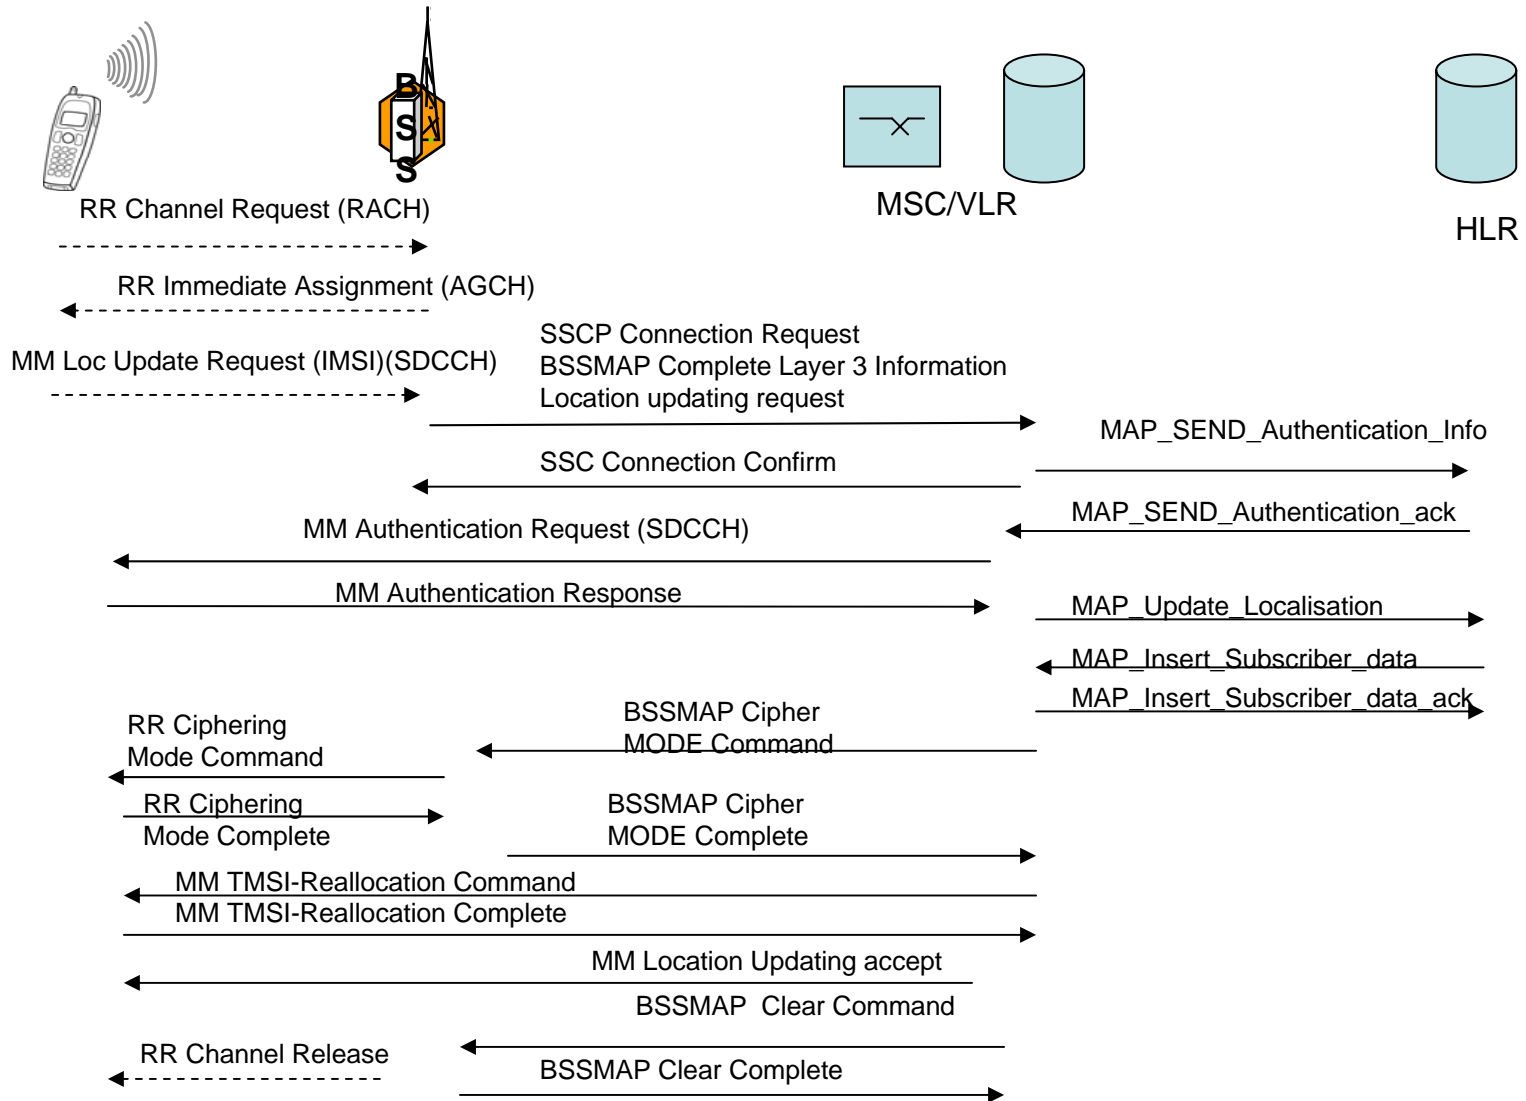 B
S
S
MSC/VLR
HLR
RR Channel Request (RACH)
RR Immediate Assignment (AGCH)
SSCP Connection Request
BSSMAP Complete Layer 3 Information
Location updating request
MM Loc Update Request (IMSI)(SDCCH)
MAP_SEND_Authentication_Info
SSC Connection Confirm
MAP_SEND_Authentication_ack
MM Authentication Request (SDCCH)
MM Authentication Response
MAP_Update_Localisation
MAP_Insert_Subscriber_data
MAP_Insert_Subscriber_data_ack
BSSMAP Cipher
MODE Command
RR Ciphering
Mode Command
RR Ciphering
Mode Complete
BSSMAP Cipher
MODE Complete
MM TMSI-Reallocation Command
MM TMSI-Reallocation Complete
MM Location Updating accept
BSSMAP  Clear Command
RR Channel Release
BSSMAP Clear Complete